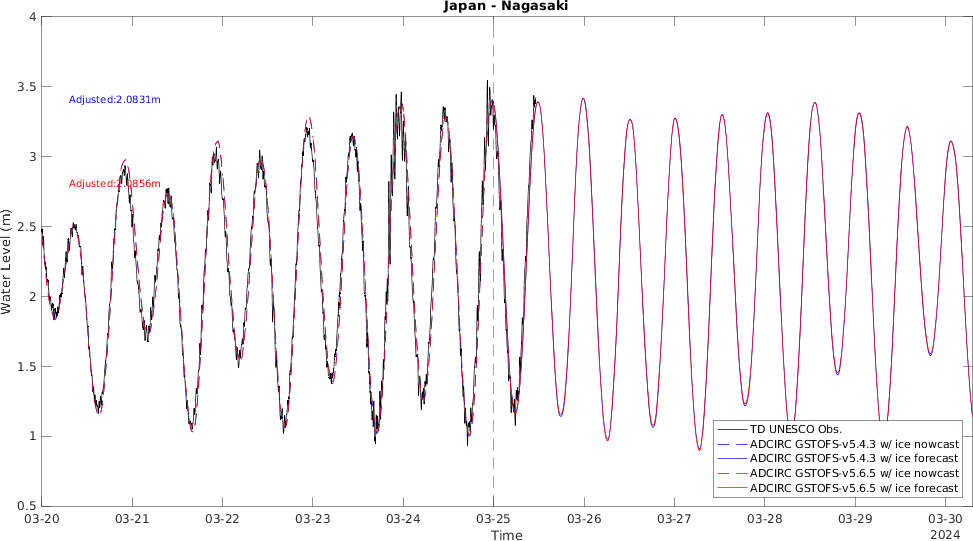 Japan - Nagasaki
4
3.5
3
2.5
2
1.5
1
0.5
Water Level (m)
Adjusted:2.0831m
Adjusted:2.0856m
TD UNESCO Obs.
ADCIRC GSTOFS-v5.4.3 w/ ice nowcast
ADCIRC GSTOFS-v5.4.3 w/ ice forecast
ADCIRC GSTOFS-v5.6.5 w/ ice nowcast
ADCIRC GSTOFS-v5.6.5 w/ ice forecast
03-20 03-21 03-22 03-23 03-24 03-25 03-26 03-27 03-28 03-29 03-30
Time
2024